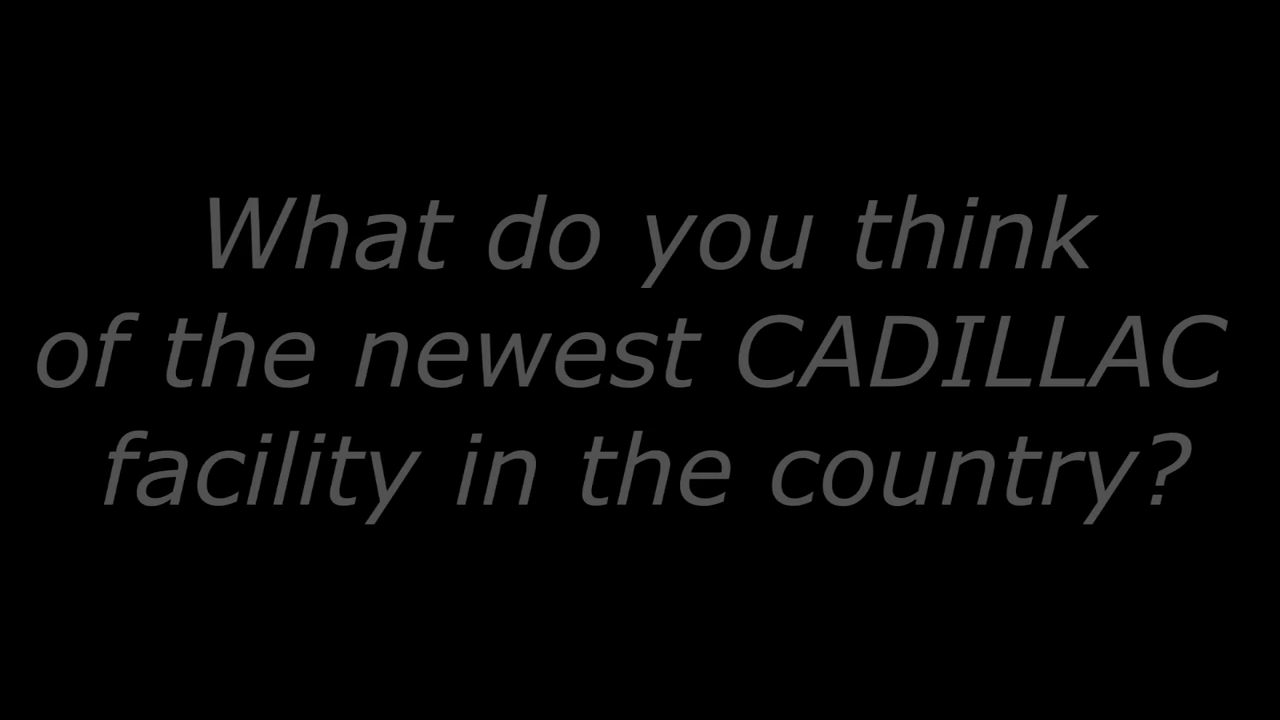 What do you think
of the newest CADILLAC
facility in the country?